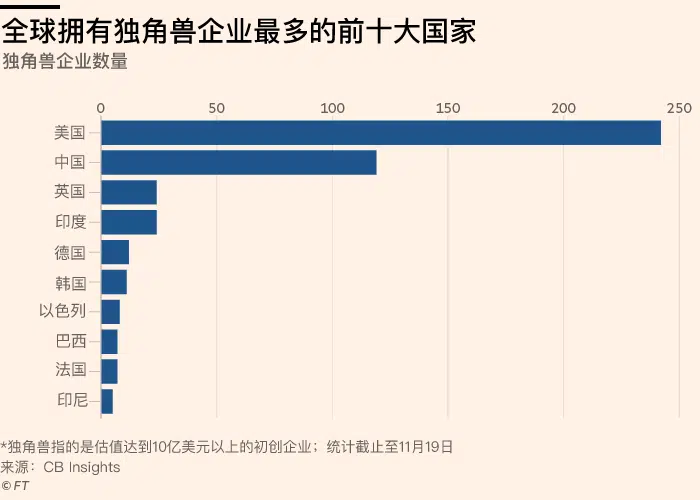 全球拥有独角兽企业最多的前十大国家
独角兽企业数量
0 50 100 150 200 250
美国
中国
英国
印度
德国
韩国
以色列
巴西
法国
印尼
*独角兽指的是估值达到10亿美元以上的初创企业；统计截止至11月19日
来源：CB Insights
© FT